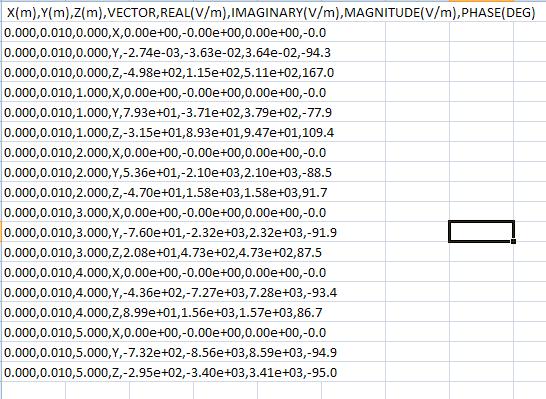 X(m),Y(m),Z(m),VECTOR,REAL(V/m),IMAGINARY(V/m),MAGNITUDE(V/m),PHASE(DEG)
0.000,0.010,0.000,X,0.00e+00,-0.00e+00,0.00e+00,-0.0
0.000,0.010,0.000,Y,-2.74e-03,-3.63e-02,3.64e-02,-94.3
0.000,0.010,0.000,Z,-4.98e+02,1.15e+02,5.11e+02,167.0
0.000,0.010,1.000,X,0.00e+00,-0.00e+00,0.00e+00,-0.0
0.000,0.010,1.000,Y,7.93e+01,-3.71e+02,3.79e+02,-77.9
0.000,0.010,1.000,Z,-3.15e+01,8.93e+01,9.47e+01,109.4
0.000,0.010,2.000,X,0.00e+00,-0.00e+00,0.00e+00,-0.0
0.000,0.010,2.000,Y,5.36e+01,-2.10e+03,2.10e+03,-88.5
0.000,0.010,2.000,Z,-4.70e+01,1.58e+03,1.58e+03,91.7
0.000,0.010,3.000,X,0.00e+00,-0.00e+00,0.00e+00,-0.0
0.000,0.010,3.000,Y,-7.60e+01,-2.32e+03,2.32e+03,-91.9
0.000,0.010,3.000,Z,2.08e+01,4.73e+02,4.73e+02,87.5
0.000,0.010,4.000,X,0.00e+00,-0.00e+00,0.00e+00,-0.0
0.000,0.010,4.000,Y,-4.36e+02,-7.27e+03,7.28e+03,-93.4
0.000,0.010,4.000,Z,8.99e+01,1.56e+03,1.57e+03,86.7
0.000,0.010,5.000,X,0.00e+00,-0.00e+00,0.00e+00,-0.0
0.000,0.010,5.000,Y,-7.32e+02,-8.56e+03,8.59e+03,-94.9
0.000,0.010,5.000,Z,-2.95e+02,-3.40e+03,3.41e+03,-95.0